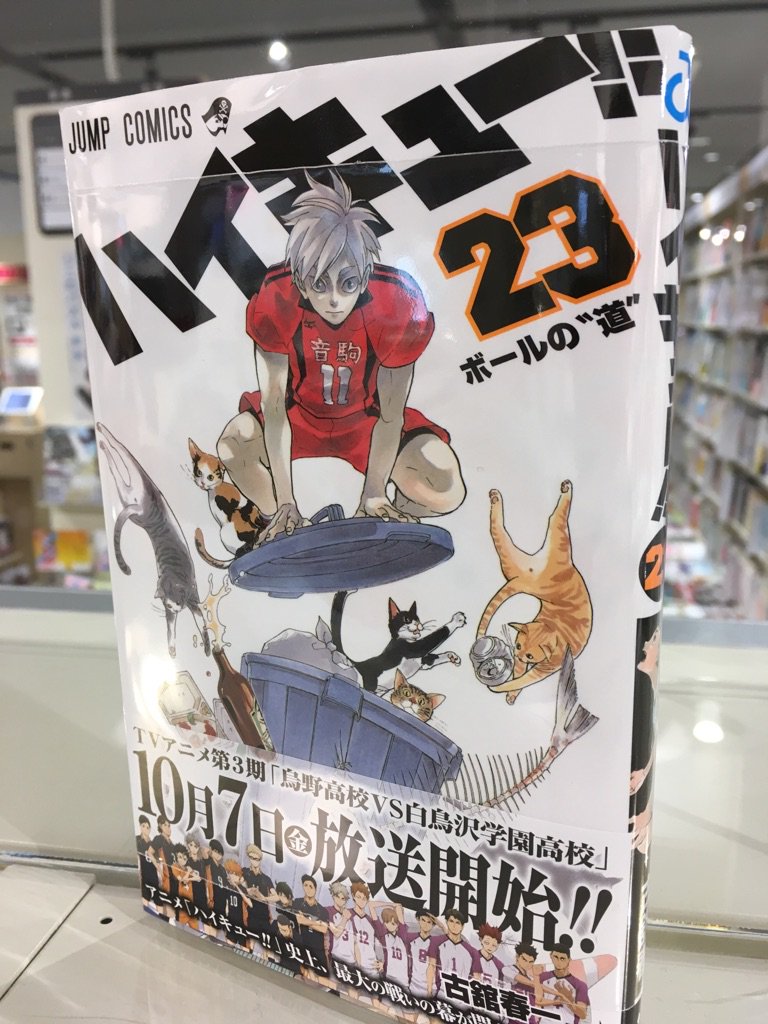 JUMP COMICS
ハイキュー!!
23
ボールの"道"
音駒
11
TVアニメ第3期「烏野高校VS白鳥沢学園高校」
10月7日㊎放送開始!!
アニメ「ハイキュー!!」史上、最大の戦いの幕が開
古舘春一